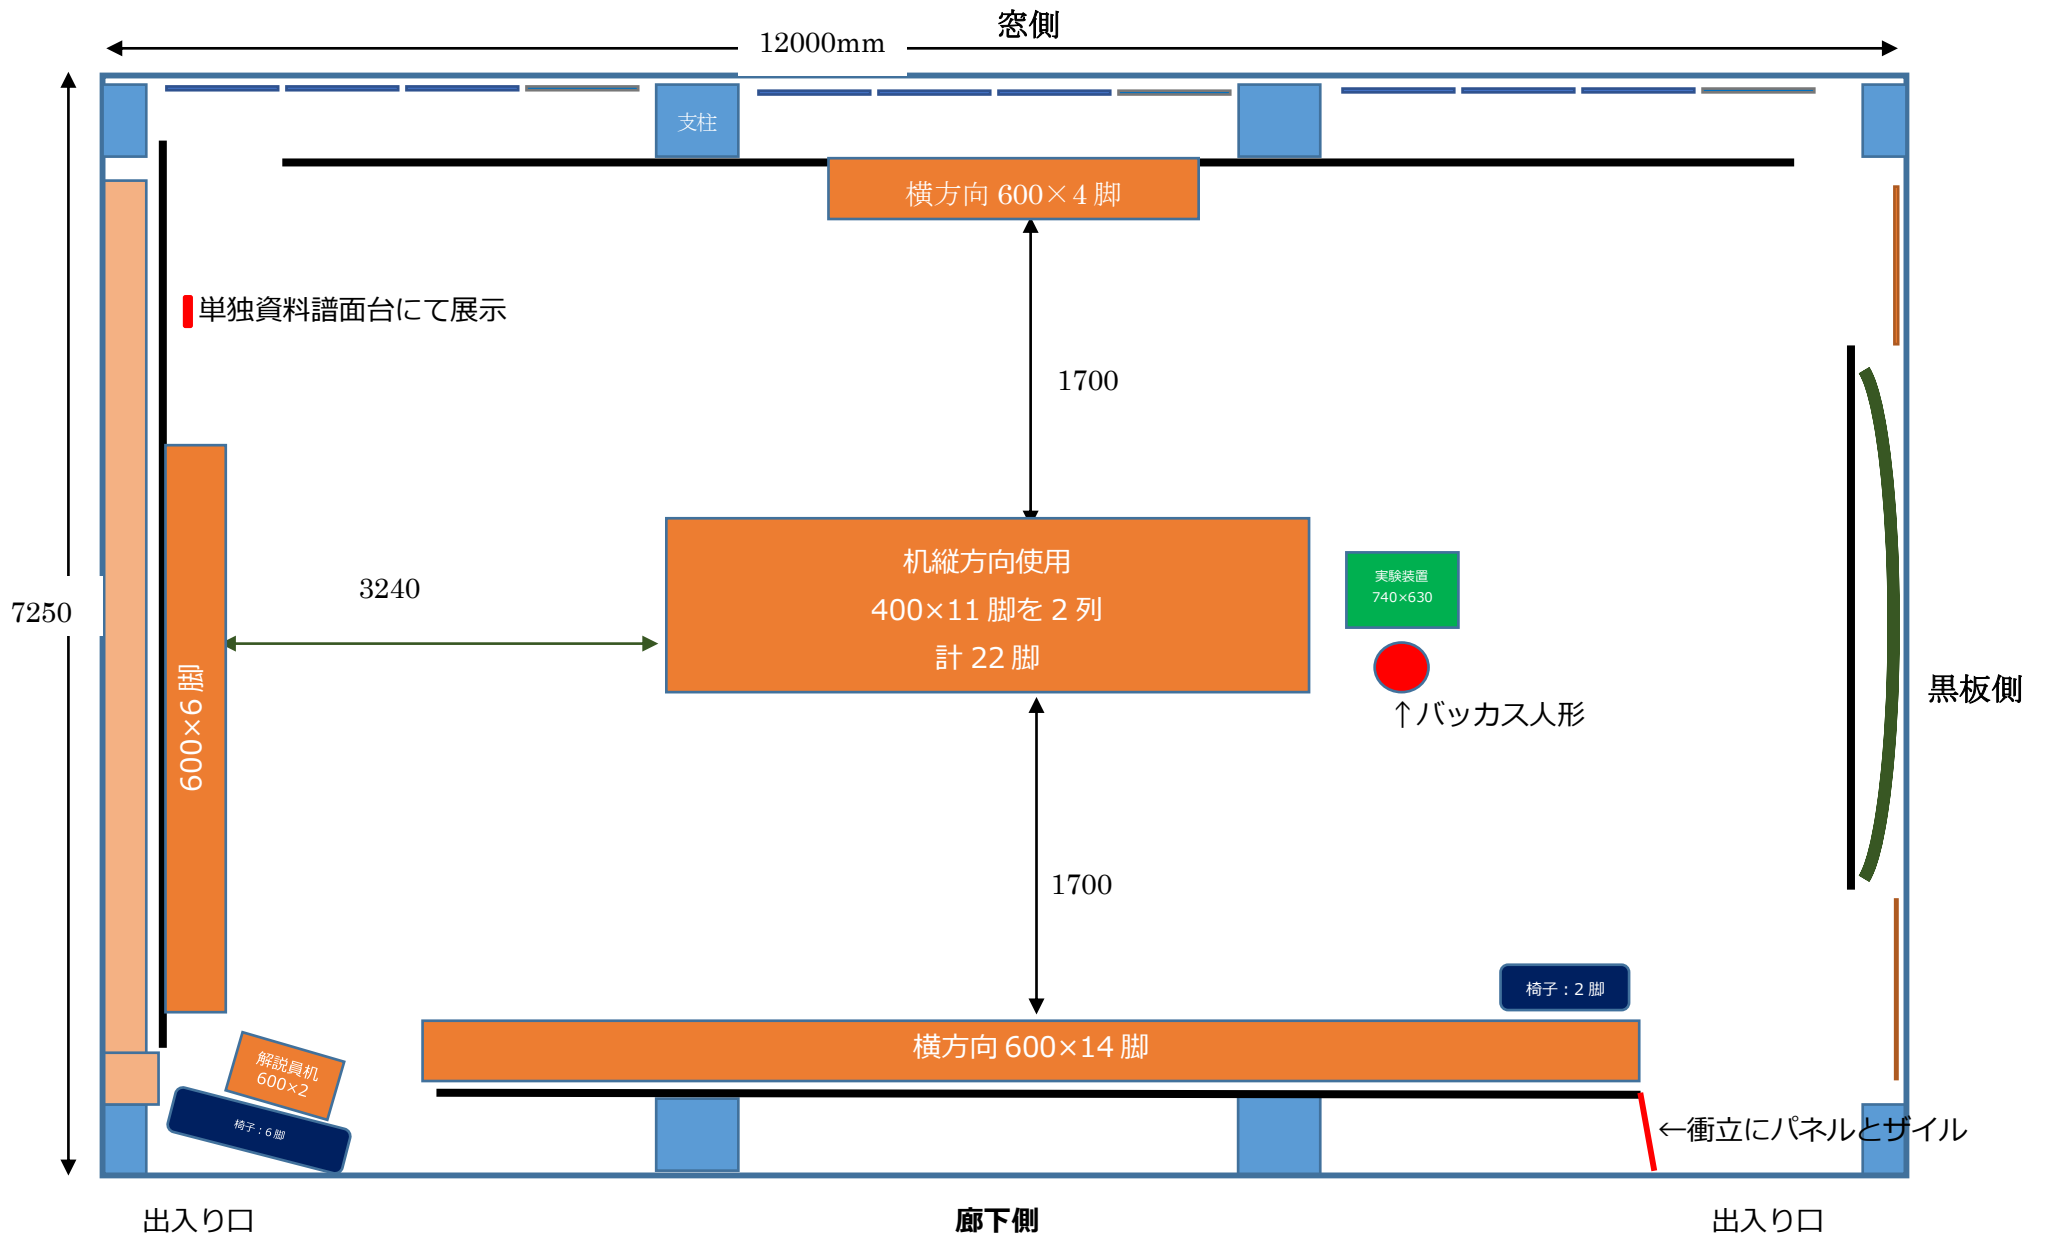 窓側
12000mm
支柱
横方向 600×4 脚
単独資料譜面台にて展示
1700
机縦方向使用
400×11 脚を 2 列
計 22 脚
実験装置
740×630
3240
7250
600×6 脚
↑バッカス人形
黒板側
1700
椅子：2 脚
横方向 600×14 脚
解説員机
600×2
椅子：6 脚
←衝立にパネルとザイル
出入り口
廊下側
出入り口